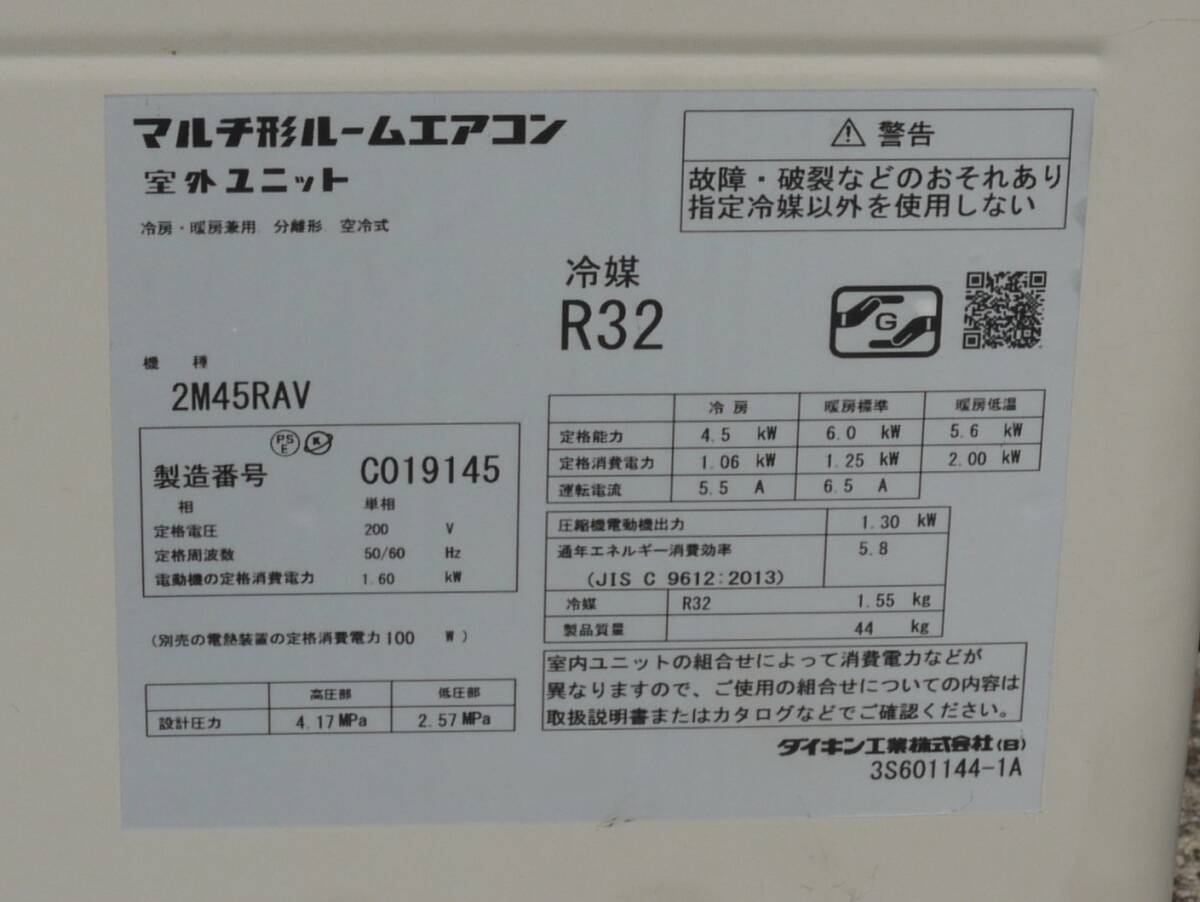 マルチ形ルームエアコン
室外ユニット
冷房・暖房兼用 分離形 空冷式
⚠ 警告
故障・破裂などのおそれあり
指定冷媒以外を使用しない
冷媒
R32
G
機 種
2M45RAV
PS
E
製造番号 C019145
相 単相
定格電圧 200 V
定格周波数 50/60 Hz
電動機の定格消費電力 1.60 kW
(別売の電熱装置の定格消費電力 100 W)
高圧部 低圧部
設計圧力 4.17 MPa 2.57 MPa
冷房 暖房標準 暖房低温
定格能力 4.5 kW 6.0 kW 5.6 kW
定格消費電力 1.06 kW 1.25 kW 2.00 kW
運転電流 5.5 A 6.5 A
圧縮機電動機出力 1.30 kW
通年エネルギー消費効率 5.8
(JIS C 9612:2013)
冷媒 R32 1.55 kg
製品質量 44 kg
室内ユニットの組合せによって消費電力などが
異なりますので、ご使用の組合せについての内容は
取扱説明書またはカタログなどでご確認ください。
ダイキン工業株式会社(B)
3S601144-1A